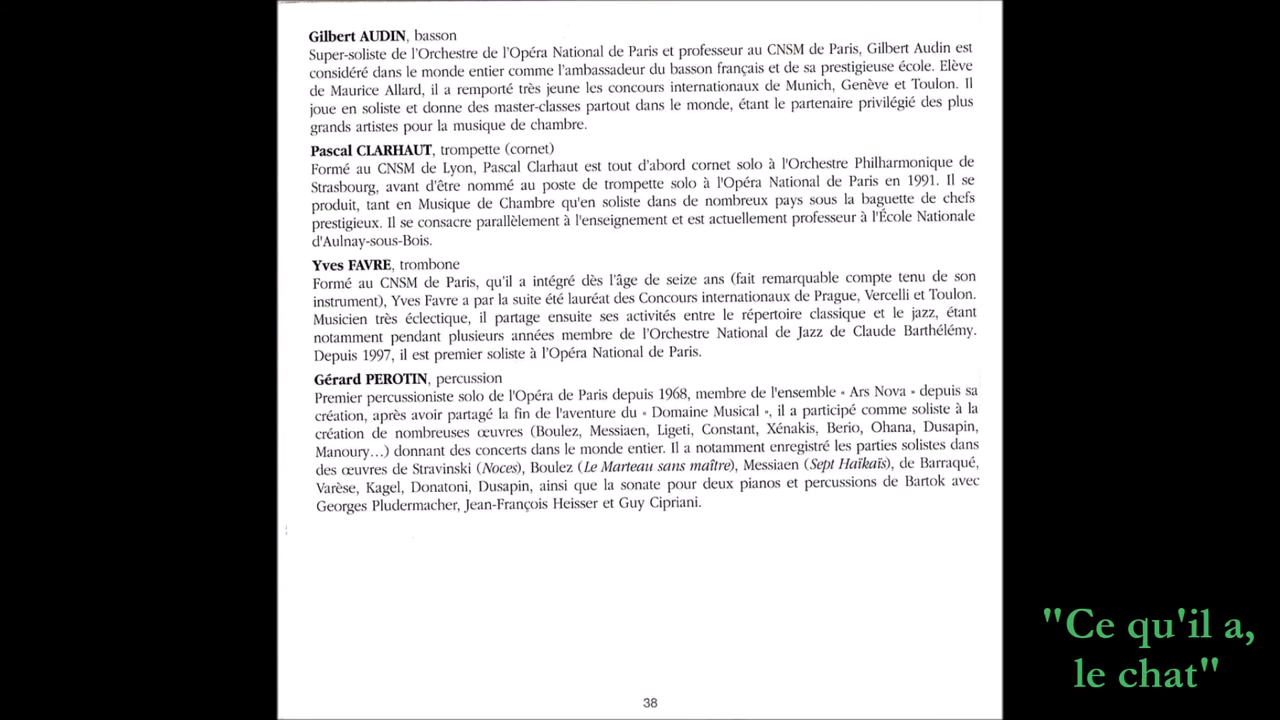 Gilbert AUDIN, basson
Super-soliste de l'Orchestre de l'Opéra National de Paris et professeur au CNSM de Paris, Gilbert Audin est
considéré dans le monde entier comme l'ambassadeur du basson français et de sa prestigieuse école. Elève
de Maurice Allard, il a remporté très jeune les concours internationaux de Munich, Genève et Toulon. Il
joue en soliste et donne des master-classes partout dans le monde, étant le partenaire privilégié des plus
grands artistes pour la musique de chambre.
Pascal CLARHAUT, trompette (cornet)
Formé au CNSM de Lyon, Pascal Clarhaut est tout d'abord cornet solo à l'Orchestre Philharmonique de
Strasbourg, avant d'être nommé au poste de trompette solo à l'Opéra National de Paris en 1991. Il se
produit, tant en Musique de Chambre qu'en soliste dans de nombreux pays sous la baguette de chefs
prestigieux. Il se consacre parallèlement à l'enseignement et est actuellement professeur à l'École Nationale
d'Aulnay-sous-Bois.
Yves FAVRE, trombone
Formé au CNSM de Paris, qu'il a intégré dès l'âge de seize ans (fait remarquable compte tenu de son
instrument), Yves Favre a par la suite été lauréat des Concours internationaux de Prague, Vercelli et Toulon.
Musicien très éclectique, il partage ensuite ses activités entre le répertoire classique et le jazz, étant
notamment pendant plusieurs années membre de l'Orchestre National de Jazz de Claude Barthélémy.
Depuis 1997, il est premier soliste à l'Opéra National de Paris.
Gérard PEROTIN, percussion
Premier percussioniste solo de l'Opéra de Paris depuis 1968, membre de l'ensemble « Ars Nova » depuis sa
création, après avoir partagé la fin de l'aventure du « Domaine Musical », il a participé comme soliste à la
création de nombreuses œuvres (Boulez, Messiaen, Ligeti, Constant, Xénakis, Berio, Ohana, Dusapin,
Manoury...) donnant des concerts dans le monde entier. Il a notamment enregistré les parties solistes dans
des œuvres de Stravinski (Noces), Boulez (Le Marteau sans maître), Messiaen (Sept Haïkaïs), de Barraqué,
Varèse, Kagel, Donatoni, Dusapin, ainsi que la sonate pour deux pianos et percussions de Bartok avec
Georges Pludermacher, Jean-François Heisser et Guy Cipriani.
38
"Ce qu'il a,
le chat"